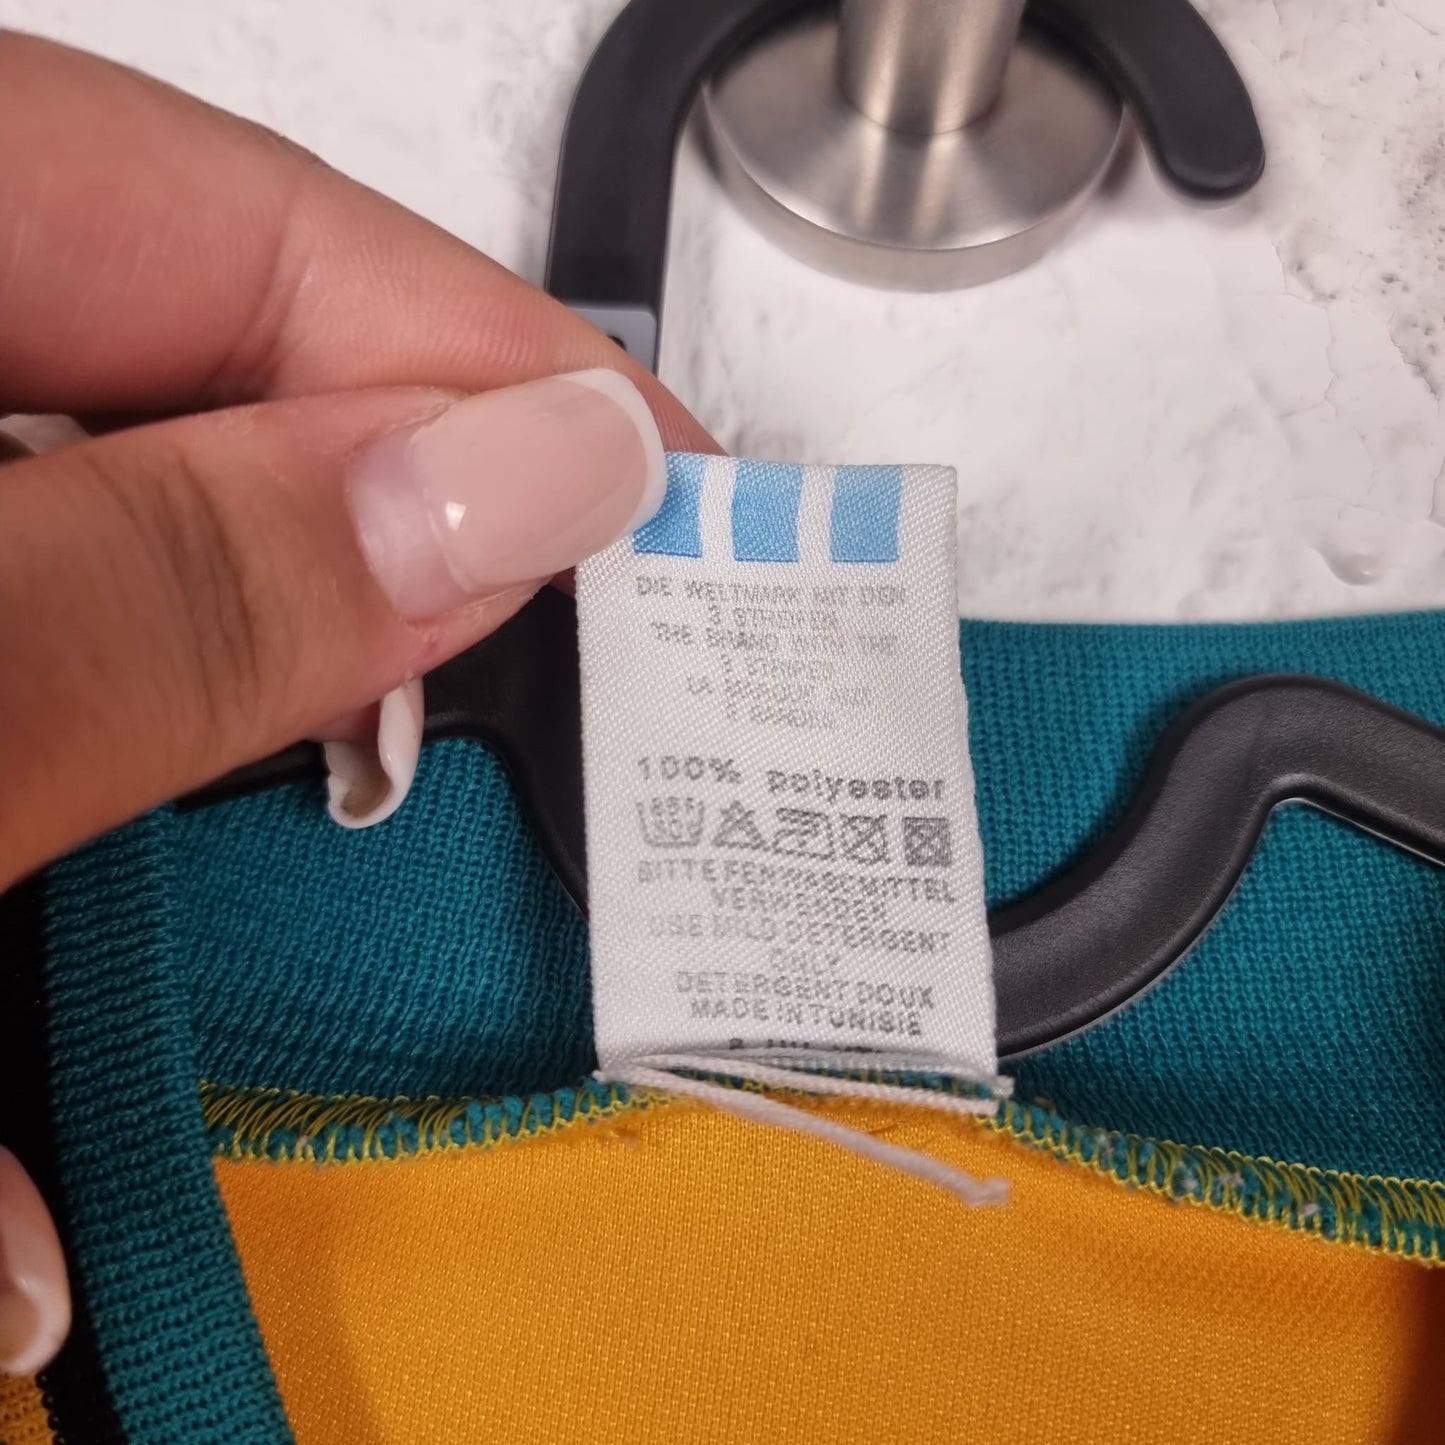 DIE WELTMARK MIT DEN
3 STREIFEN
THE BRAND WITH THE
3 STRIPES
LA MARQUE AUX
3 BANDES
100% polyester
BITTE FEINWASCHMITTEL
VERWENDEN
USE MILD DETERGENT
ONLY
DETERGENT DOUX
MADE IN TUNISIE